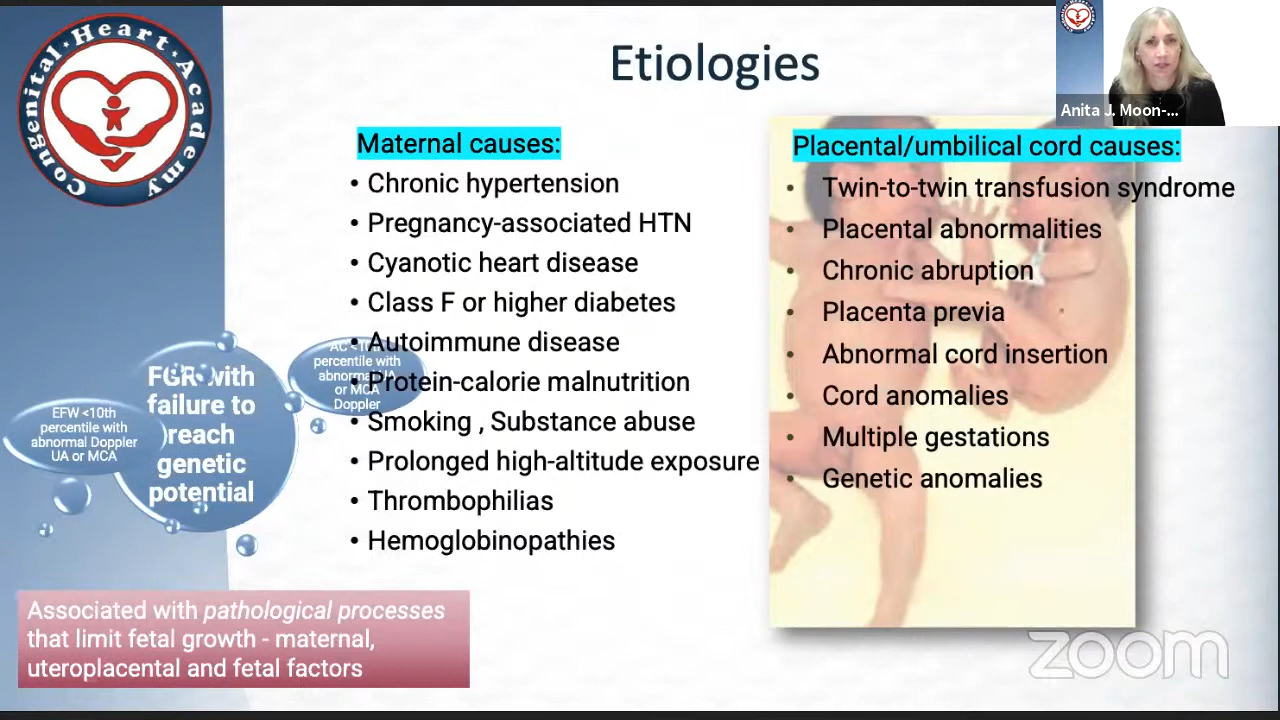 Congenital · Heart · Academy
Etiologies
Anita J. Moon-...
Maternal causes:
• Chronic hypertension
• Pregnancy-associated HTN
• Cyanotic heart disease
• Class F or higher diabetes
• Autoimmune disease
• Protein-calorie malnutrition
• Smoking , Substance abuse
• Prolonged high-altitude exposure
• Thrombophilias
• Hemoglobinopathies
Placental/umbilical cord causes:
• Twin-to-twin transfusion syndrome
• Placental abnormalities
• Chronic abruption
• Placenta previa
• Abnormal cord insertion
• Cord anomalies
• Multiple gestations
• Genetic anomalies
FGR with
failure to
reach
genetic
potential
EFW <10th
percentile with
abnormal Doppler
UA or MCA
AC
percentile with
UA
or MCA
Doppler
Associated with pathological processes
that limit fetal growth - maternal,
uteroplacental and fetal factors
zoom